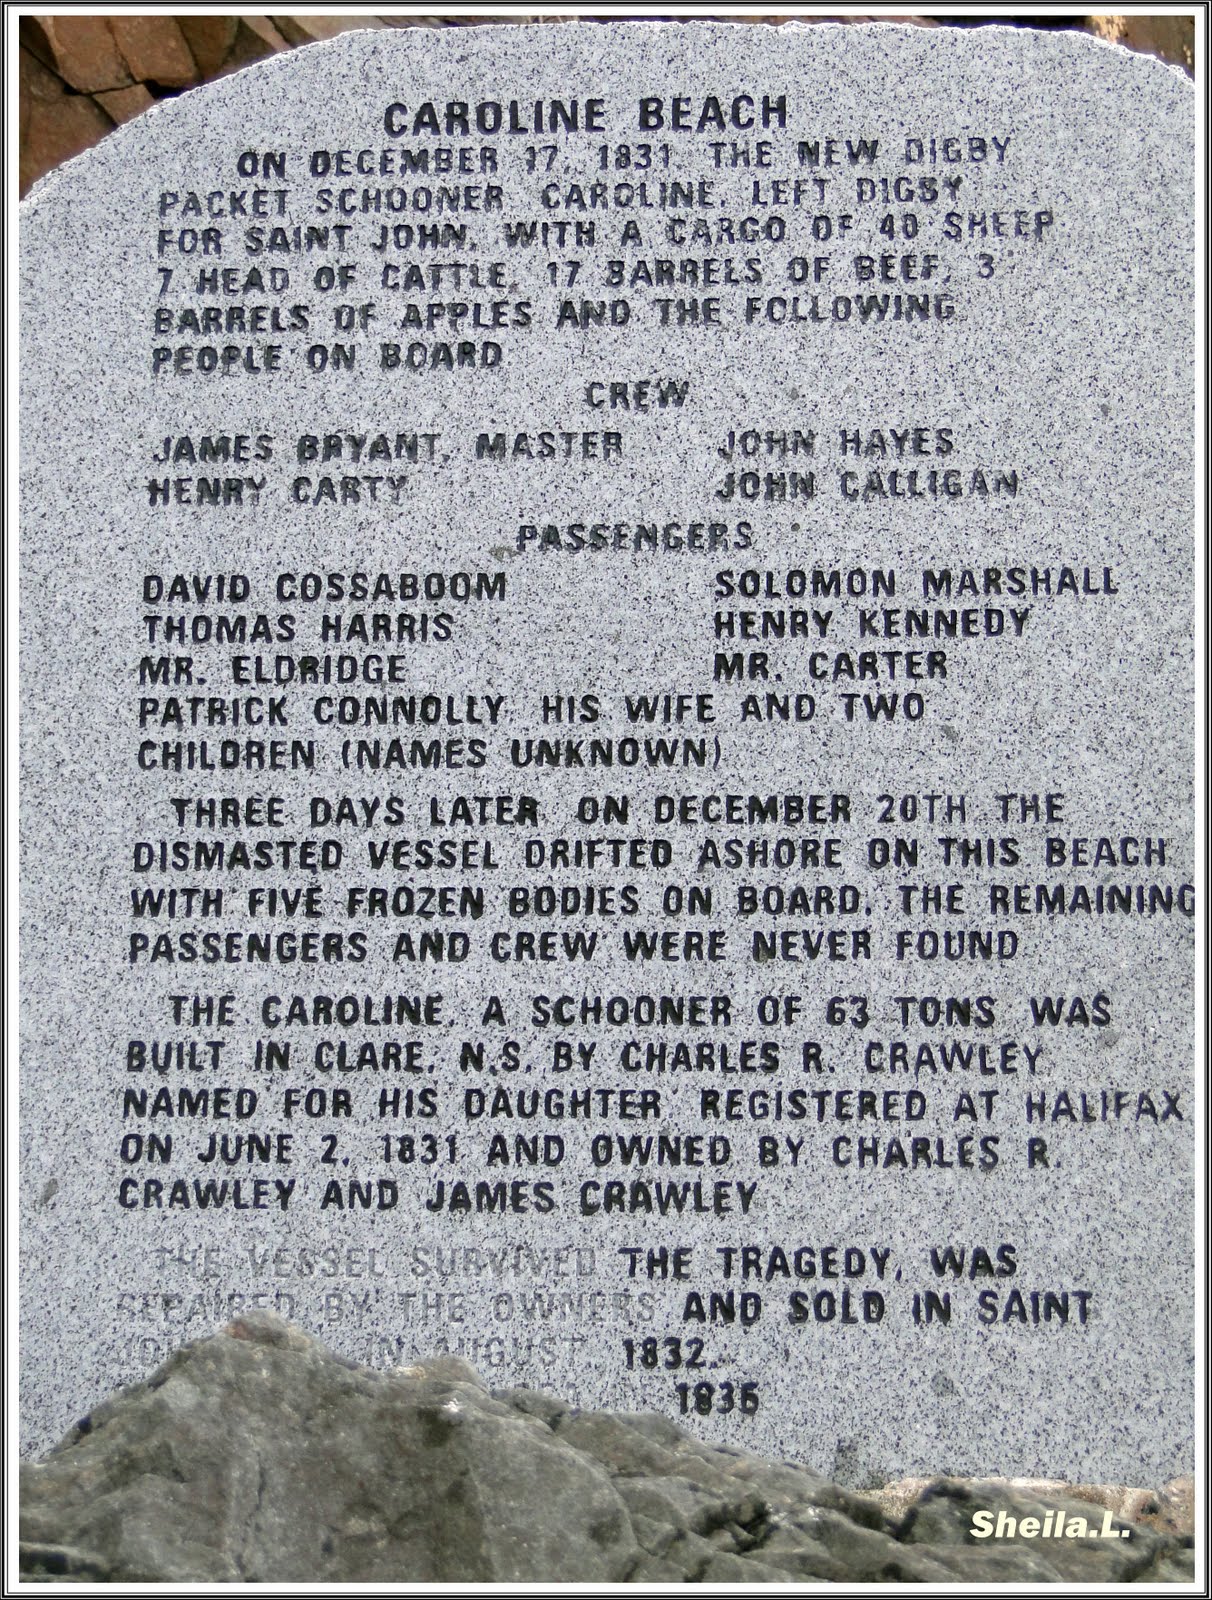 CAROLINE BEACH
ON DECEMBER 17, 1831, THE NEW DIGBY
PACKET SCHOONER, CAROLINE, LEFT DIGBY
FOR SAINT JOHN, WITH A CARGO OF 40 SHEEP
7 HEAD OF CATTLE, 17 BARRELS OF BEEF, 3
BARRELS OF APPLES AND THE FOLLOWING
PEOPLE ON BOARD
CREW
JAMES BRYANT, MASTER JOHN HAYES
HENRY CARTY JOHN CALLIGAN
PASSENGERS
DAVID COSSABOOM SOLOMON MARSHALL
THOMAS HARRIS HENRY KENNEDY
MR. ELDRIDGE MR. CARTER
PATRICK CONNOLLY, HIS WIFE AND TWO
CHILDREN (NAMES UNKNOWN)
THREE DAYS LATER, ON DECEMBER 20TH THE
DISMASTED VESSEL DRIFTED ASHORE ON THIS BEACH
WITH FIVE FROZEN BODIES ON BOARD. THE REMAINING
PASSENGERS AND CREW WERE NEVER FOUND
THE CAROLINE, A SCHOONER OF 63 TONS WAS
BUILT IN CLARE, N.S. BY CHARLES R. CRAWLEY
NAMED FOR HIS DAUGHTER, REGISTERED AT HALIFAX
ON JUNE 2, 1831 AND OWNED BY CHARLES R.
CRAWLEY AND JAMES CRAWLEY
THE VESSEL SURVIVED THE TRAGEDY, WAS
REPAIRED BY THE OWNERS AND SOLD IN SAINT
IN AUGUST 1832.
1836
Sheila.L.